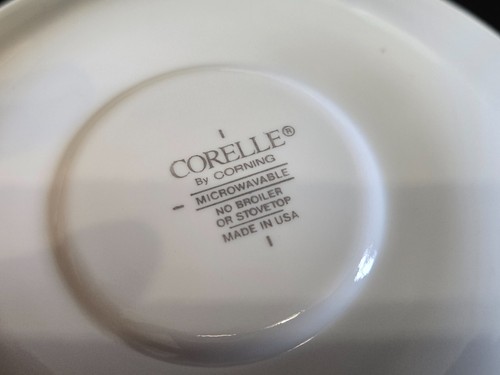 CORELLE®
By CORNING
MICROWAVABLE
NO BROILER
OR STOVETOP
MADE IN USA